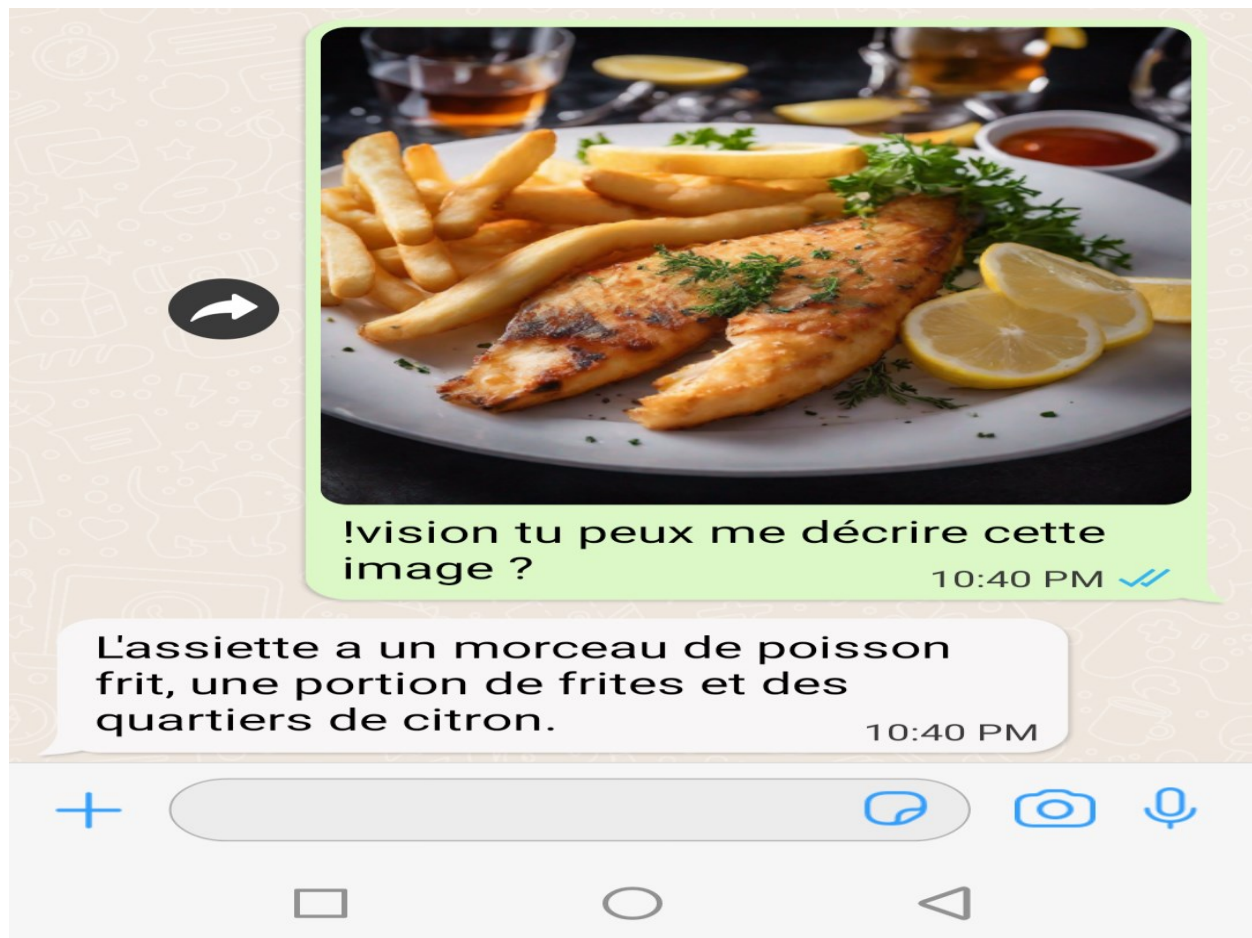 !vision tu peux me décrire cette
image ?
10:40 PM
L'assiette a un morceau de poisson
frit, une portion de frites et des
quartiers de citron.
10:40 PM